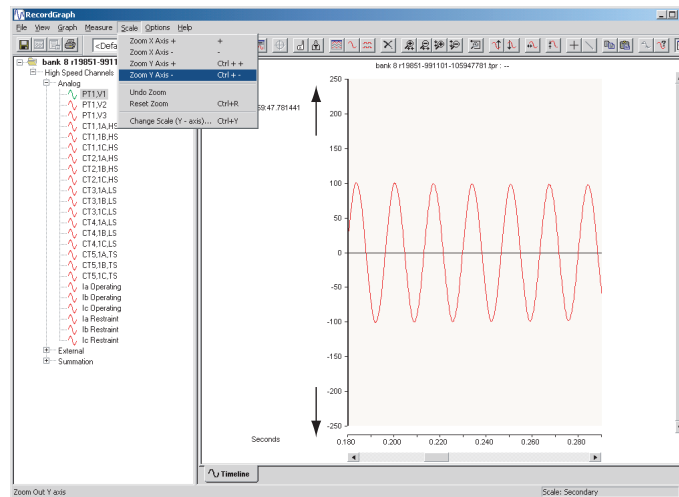 RecordGraph
File View Graph Measure Scale Options Help
<Defa
Zoom X Axis + +
Zoom X Axis - -
Zoom Y Axis + Ctrl + +
Zoom Y Axis - Ctrl + -
Undo Zoom
Reset Zoom Ctrl+R
Change Scale (Y - axis)... Ctrl+Y
bank 8 r19851-9911
High Speed Channels
Analog
PT1,V1
PT1,V2
PT1,V3
CT1,1A,HS
CT1,1B,HS
CT1,1C,HS
CT2,1A,HS
CT2,1B,HS
CT2,1C,HS
CT3,1A,LS
CT3,1B,LS
CT3,1C,LS
CT4,1A,LS
CT4,1B,LS
CT4,1C,LS
CT5,1A,TS
CT5,1B,TS
CT5,1C,TS
Ia Operating
Ib Operating
Ic Operating
Ia Restraint
Ib Restraint
Ic Restraint
External
Summation
bank 8 r19851-991101-105947781.tpr : --
59:47.781441
250
200
150
100
50
0
-50
-100
-150
-200
-250
Seconds
0.180 0.200 0.220 0.240 0.260 0.280
Timeline
Zoom Out Y axis
Scale: Secondary